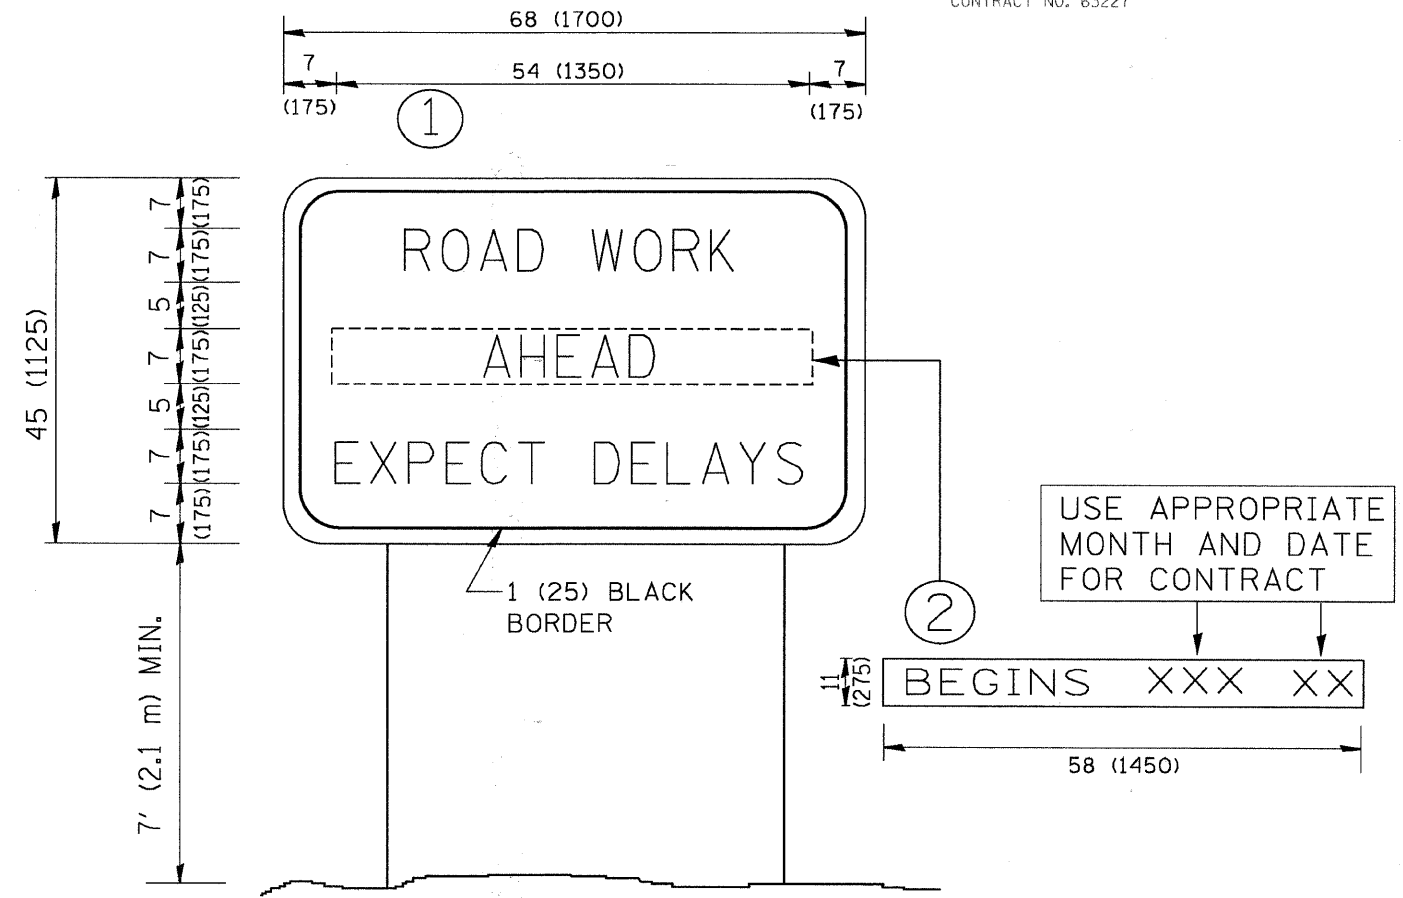 CONTRACT NO. 63227
68 (1700)
7
54 (1350)
7
(175)
(175)
1
45 (1125)
7 (175)
7 (175)
5 (125)
7 (175)
5 (125)
7 (175)
7 (175)
ROAD WORK
AHEAD
EXPECT DELAYS
1 (25) BLACK
BORDER
7' (2.1 m) MIN.
2
USE APPROPRIATE
MONTH AND DATE
FOR CONTRACT
11
(275)
BEGINS XXX XX
58 (1450)